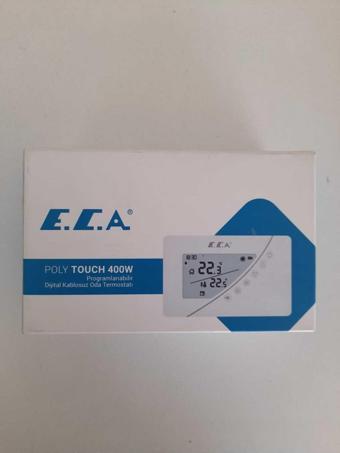 E.C.A.®
POLY TOUCH 400W
Programlanabilir
Dijital Kablosuz Oda Termostatı
E.C.A.
22.3
22.5